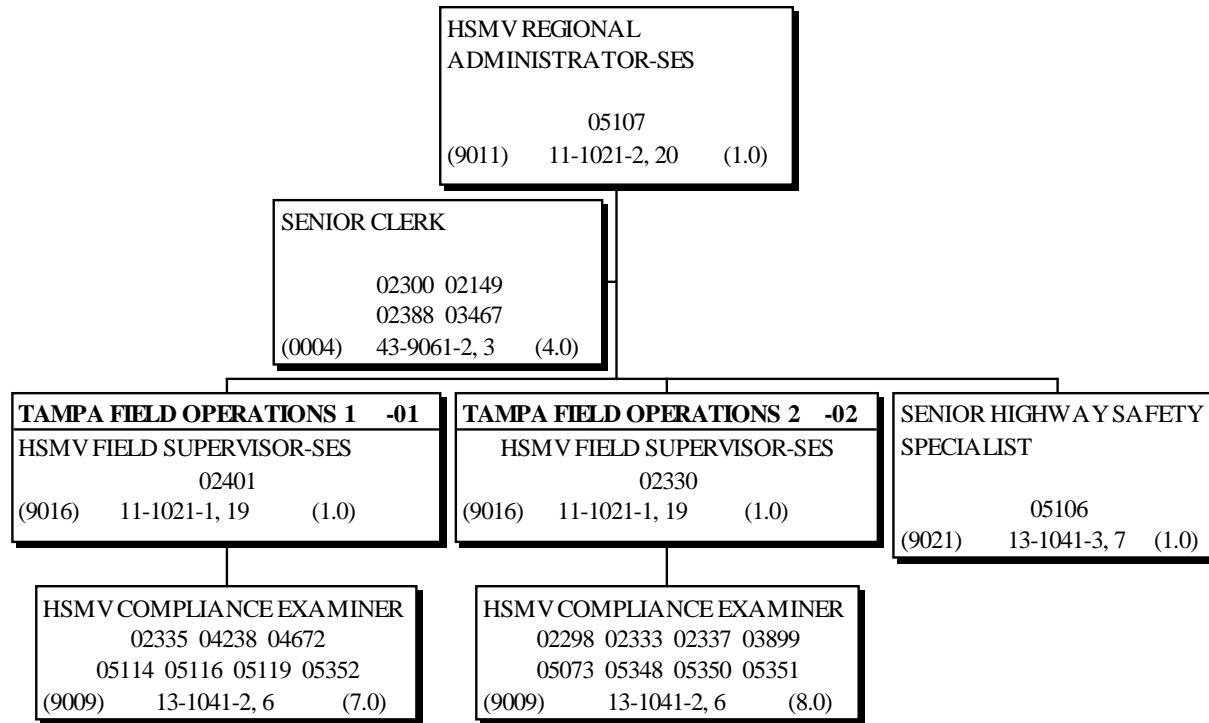 HSMV REGIONAL
ADMINISTRATOR-SES
05107
(9011) 11-1021-2, 20 (1.0)
SENIOR CLERK
02300 02149
02388 03467
(0004) 43-9061-2, 3 (4.0)
TAMPA FIELD OPERATIONS 1 -01
HSMV FIELD SUPERVISOR-SES
02401
(9016) 11-1021-1, 19 (1.0)
TAMPA FIELD OPERATIONS 2 -02
HSMV FIELD SUPERVISOR-SES
02330
(9016) 11-1021-1, 19 (1.0)
SENIOR HIGHWAY SAFETY
SPECIALIST
05106
(9021) 13-1041-3, 7 (1.0)
HSMV COMPLIANCE EXAMINER
02335 04238 04672
05114 05116 05119 05352
(9009) 13-1041-2, 6 (7.0)
HSMV COMPLIANCE EXAMINER
02298 02333 02337 03899
05073 05348 05350 05351
(9009) 13-1041-2, 6 (8.0)